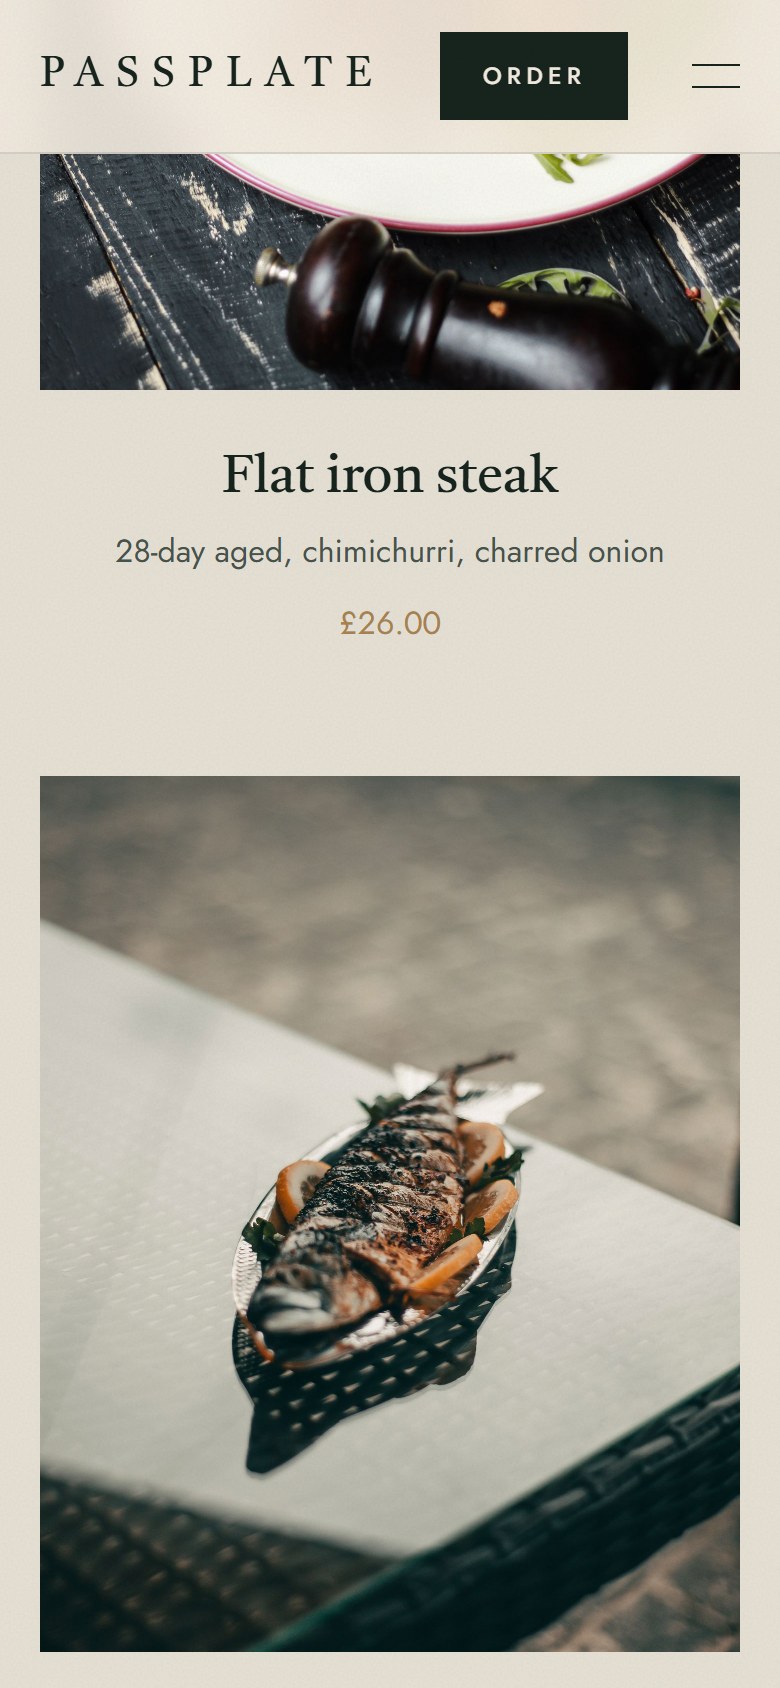 PASSPLATE
ORDER
Flat iron steak
28-day aged, chimichurri, charred onion
£26.00